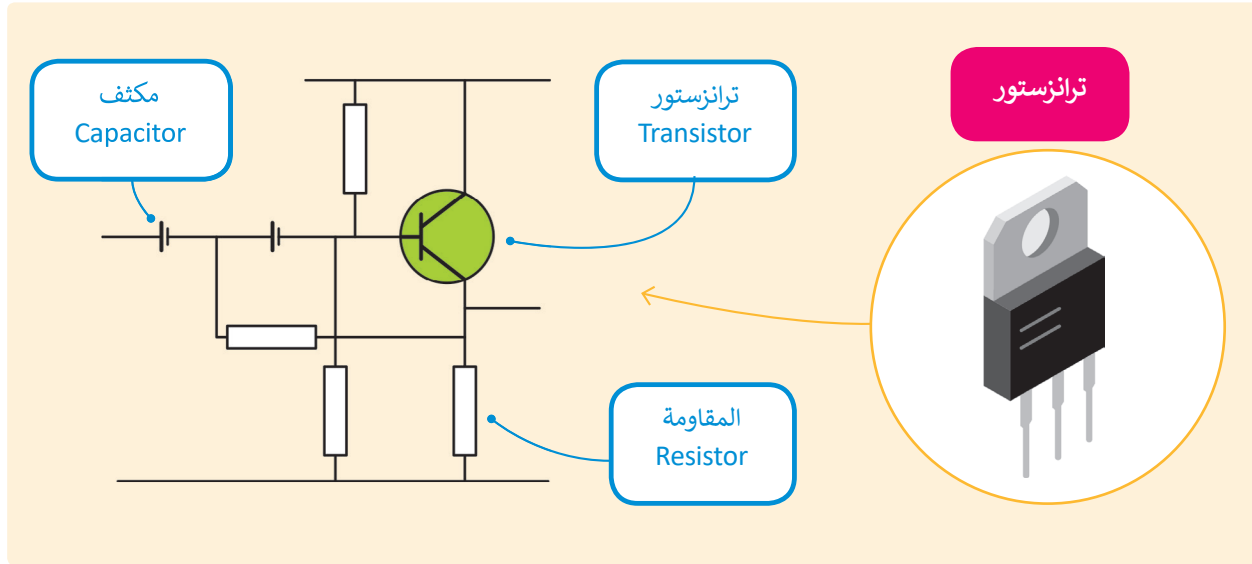 ترانزستور
مكثف
Capacitor
ترانزستور
Transistor
المقاومة
Resistor